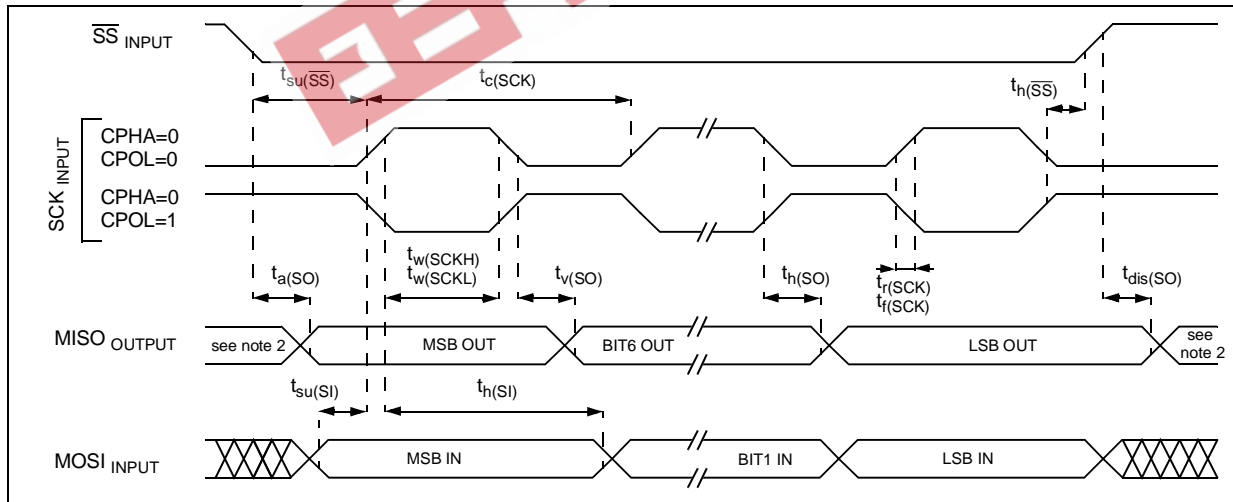 SS INPUT
tsu(SS)
tc(SCK)
th(SS)
SCK INPUT
CPHA=0
CPOL=0
CPHA=0
CPOL=1
ta(SO)
tw(SCKH)
tw(SCKL)
tv(SO)
th(SO)
tr(SCK)
tf(SCK)
tdis(SO)
MISO OUTPUT
see note 2
MSB OUT
BIT6 OUT
LSB OUT
see
note 2
tsu(SI)
th(SI)
MOSI INPUT
MSB IN
BIT1 IN
LSB IN